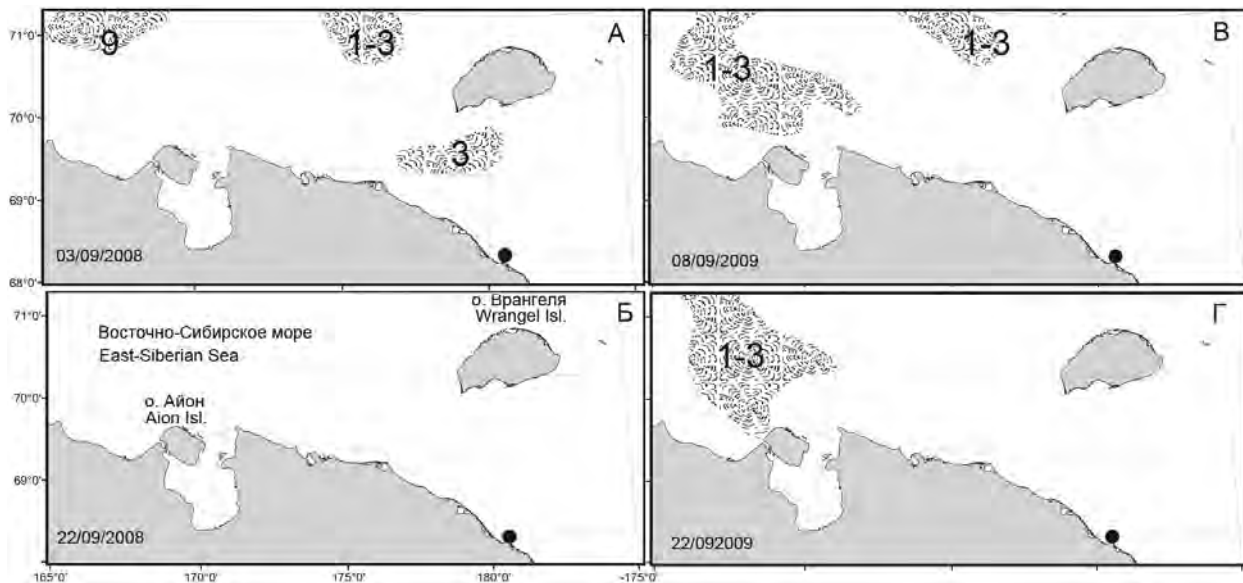 71°0'
70°0'
69°0'
68°0'
9
1-3
А
3
03/09/2008
1-3
1-3
В
08/09/2009
71°0'
70°0'
69°0'
о. Врангеля
Wrangel Isl.
Б
Восточно-Сибирское море
East-Siberian Sea
о. Айон
Aion Isl.
22/09/2008
1-3
Г
22/092009
165°0'
170°0'
175°0'
180°0'
-175°0'